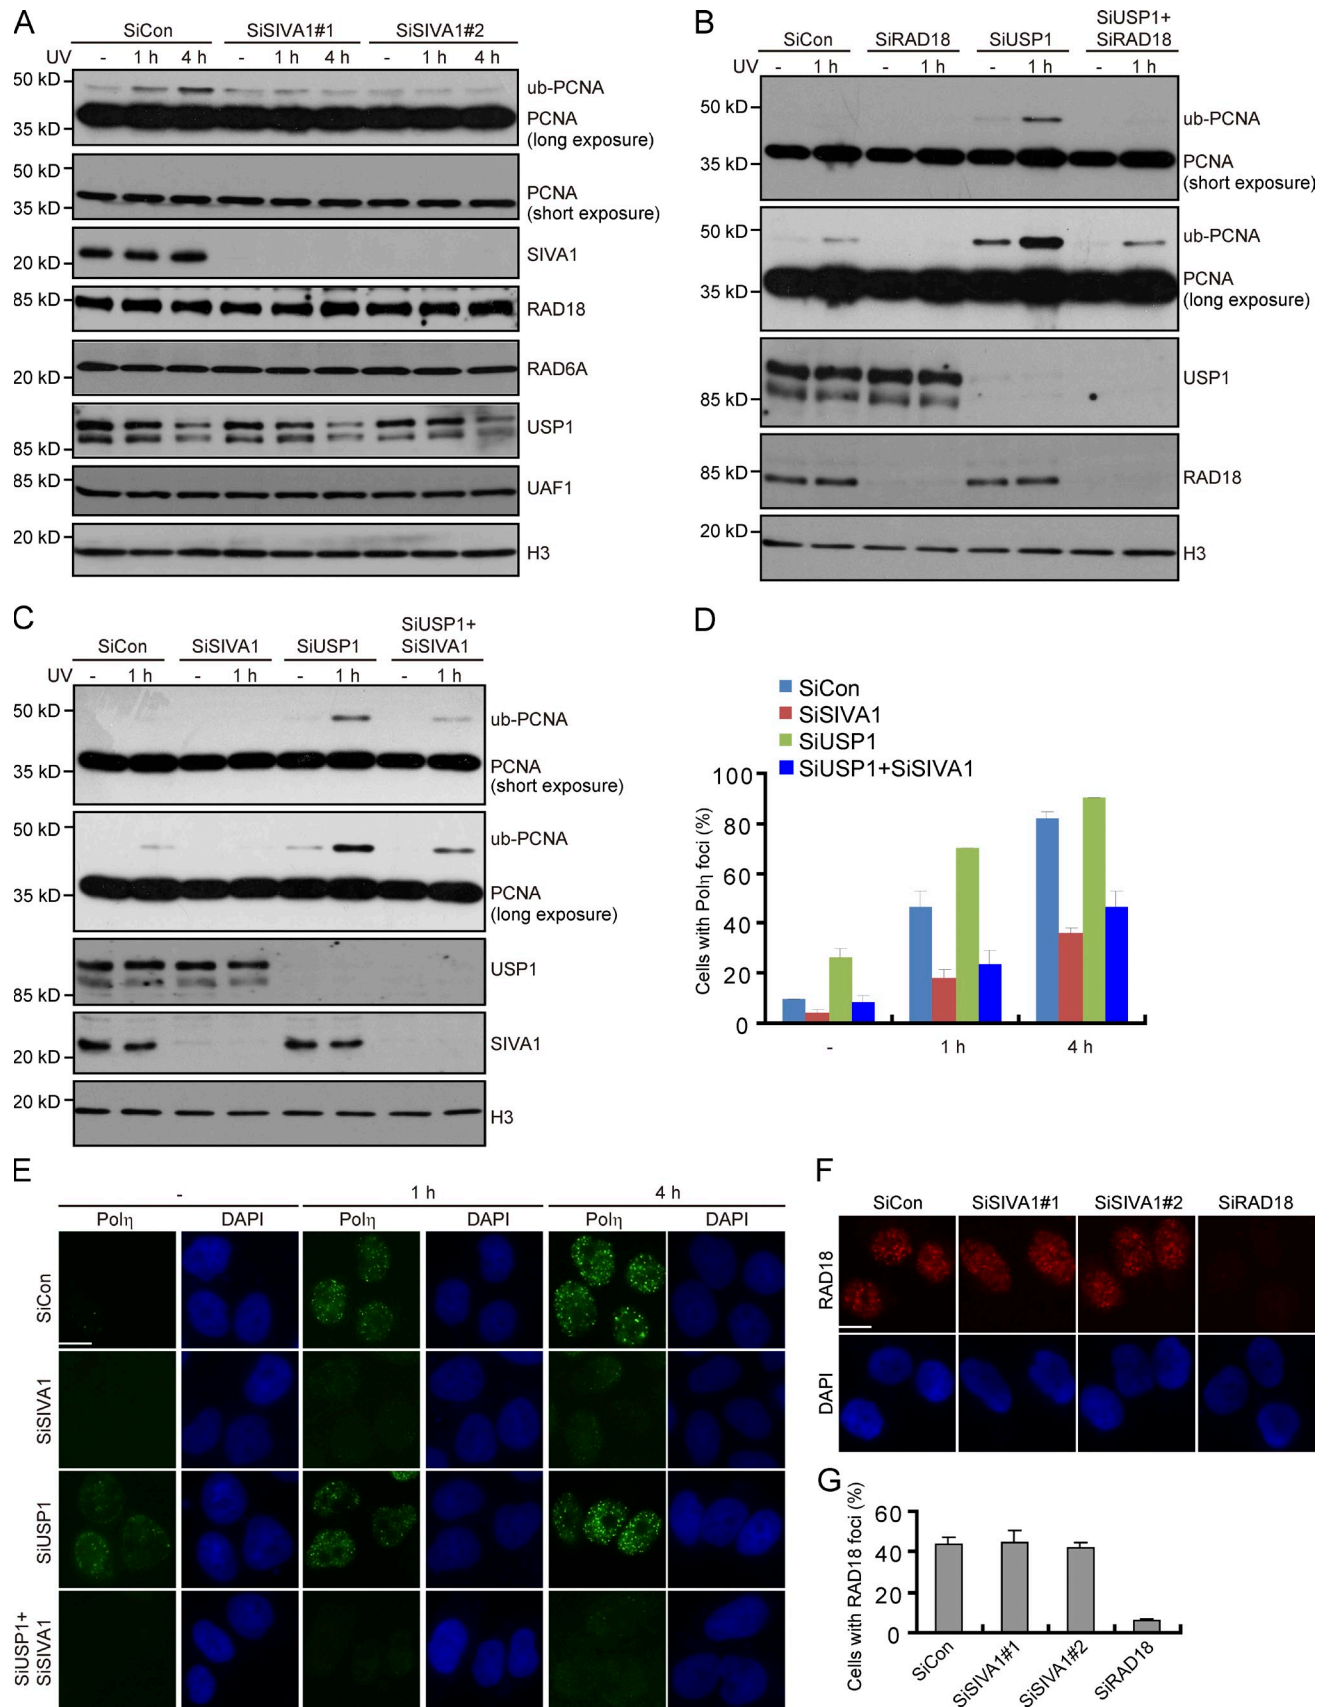 A
SiCon SiSIVA1#1 SiSIVA1#2
UV - 1 h 4 h - 1 h 4 h - 1 h 4 h
50 kD
ub-PCNA
35 kD
PCNA
(long exposure)
50 kD
35 kD
PCNA
(short exposure)
20 kD
SIVA1
85 kD
RAD18
20 kD
RAD6A
85 kD
USP1
85 kD
UAF1
20 kD
H3
B
SiCon SiRAD18 SiUSP1 SiUSP1+
SiRAD18
UV - 1 h - 1 h - 1 h - 1 h
50 kD
ub-PCNA
35 kD
PCNA
(short exposure)
50 kD
ub-PCNA
35 kD
PCNA
(long exposure)
85 kD
USP1
85 kD
RAD18
20 kD
H3
C
SiCon SiSIVA1 SiUSP1 SiUSP1+
SiSIVA1
UV - 1 h - 1 h - 1 h - 1 h
50 kD
ub-PCNA
35 kD
PCNA
(short exposure)
50 kD
ub-PCNA
35 kD
PCNA
(long exposure)
85 kD
USP1
20 kD
SIVA1
20 kD
H3
D
SiCon
SiSIVA1
SiUSP1
SiUSP1+SiSIVA1
Cells with Polη foci (%)
100
80
60
40
20
0
- 1 h 4 h
E
- 1 h 4 h
Polη DAPI Polη DAPI Polη DAPI
SiCon
SiSIVA1
SiUSP1
SiUSP1+
SiSIVA1
F
SiCon SiSIVA1#1 SiSIVA1#2 SiRAD18
RAD18
DAPI
G
Cells with RAD18 foci (%)
60
40
20
0
SiCon SiSIVA1#1 SiSIVA1#2 SiRAD18